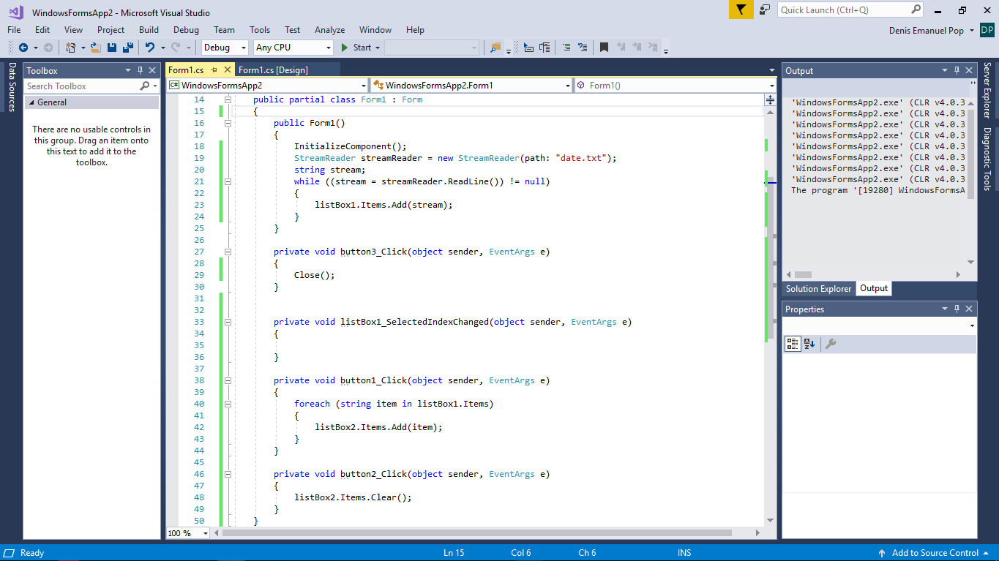 WindowsFormsApp2 - Microsoft Visual Studio
Quick Launch (Ctrl+Q)
File Edit View Project Build Debug Team Tools Test Analyze Window Help
Denis Emanuel Pop DP
Debug Any CPU Start
Data Sources
Toolbox
Search Toolbox
General
There are no usable controls in
this group. Drag an item onto
this text to add it to the
toolbox.
Form1.cs Form1.cs [Design]
C# WindowsFormsApp2 WindowsFormsApp2.Form1 Form1()
14 public partial class Form1 : Form
15 {
16 public Form1()
17 {
18 InitializeComponent();
19 StreamReader streamReader = new StreamReader(path: "date.txt");
20 string stream;
21 while ((stream = streamReader.ReadLine()) != null)
22 {
23 listBox1.Items.Add(stream);
24 }
25 }
26
27 private void button3_Click(object sender, EventArgs e)
28 {
29 Close();
30 }
31
32
33 private void listBox1_SelectedIndexChanged(object sender, EventArgs e)
34 {
35
36 }
37
38 private void button1_Click(object sender, EventArgs e)
39 {
40 foreach (string item in listBox1.Items)
41 {
42 listBox2.Items.Add(item);
43 }
44 }
45
46 private void button2_Click(object sender, EventArgs e)
47 {
48 listBox2.Items.Clear();
49 }
50 }
100 %
Output
'WindowsFormsApp2.exe' (CLR v4.0.3
'WindowsFormsApp2.exe' (CLR v4.0.3
'WindowsFormsApp2.exe' (CLR v4.0.3
'WindowsFormsApp2.exe' (CLR v4.0.3
'WindowsFormsApp2.exe' (CLR v4.0.3
'WindowsFormsApp2.exe' (CLR v4.0.3
'WindowsFormsApp2.exe' (CLR v4.0.3
'WindowsFormsApp2.exe' (CLR v4.0.3
The program '[19280] WindowsFormsA
Solution Explorer Output
Properties
Server Explorer
Diagnostic Tools
Ready Ln 15 Col 6 Ch 6 INS Add to Source Control